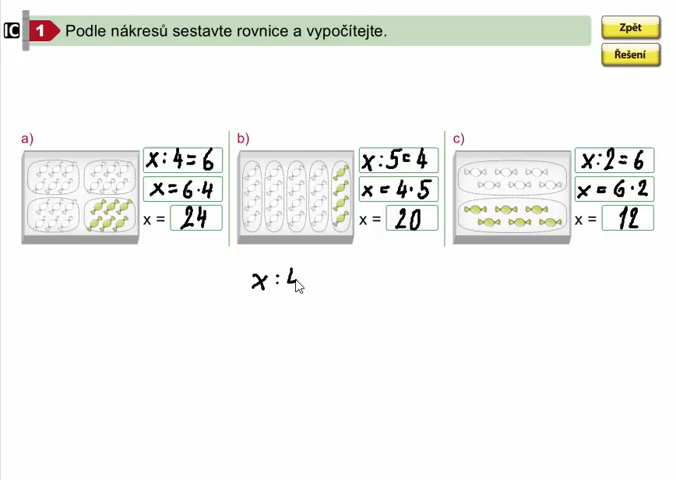 IC 1 Podle nákresů sestavte rovnice a vypočítejte.
Zpět
Řešení
a)
x : 4 = 6
x = 6 · 4
x = 24
b)
x : 5 = 4
x = 4 · 5
x = 20
c)
x : 2 = 6
x = 6 · 2
x = 12
x : 4